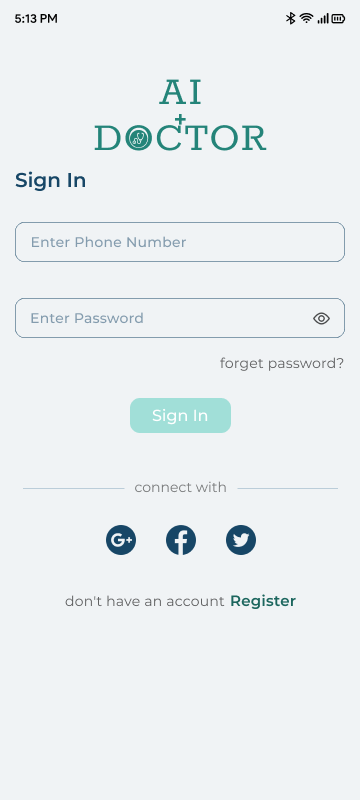 5:13 PM
AI
DOCTOR
Sign In
Enter Phone Number
Enter Password
forget password?
Sign In
connect with
G+
don't have an account Register